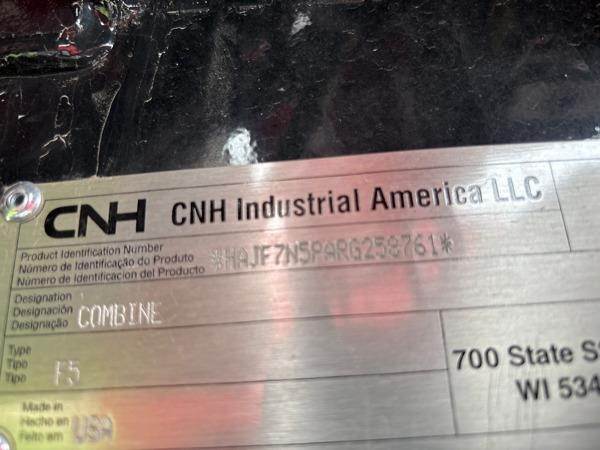 CNH CNH Industrial America LLC
Product Identification Number
Número de Identificação do Produto
Número de Identificacion del Producto
*HAJF7N5PARG258761*
Designation
Designación
Designação
COMBINE
Type
Tipo
Tipo
F5
700 State S
WI 534
Made in
Hecho en
Feito em
USA